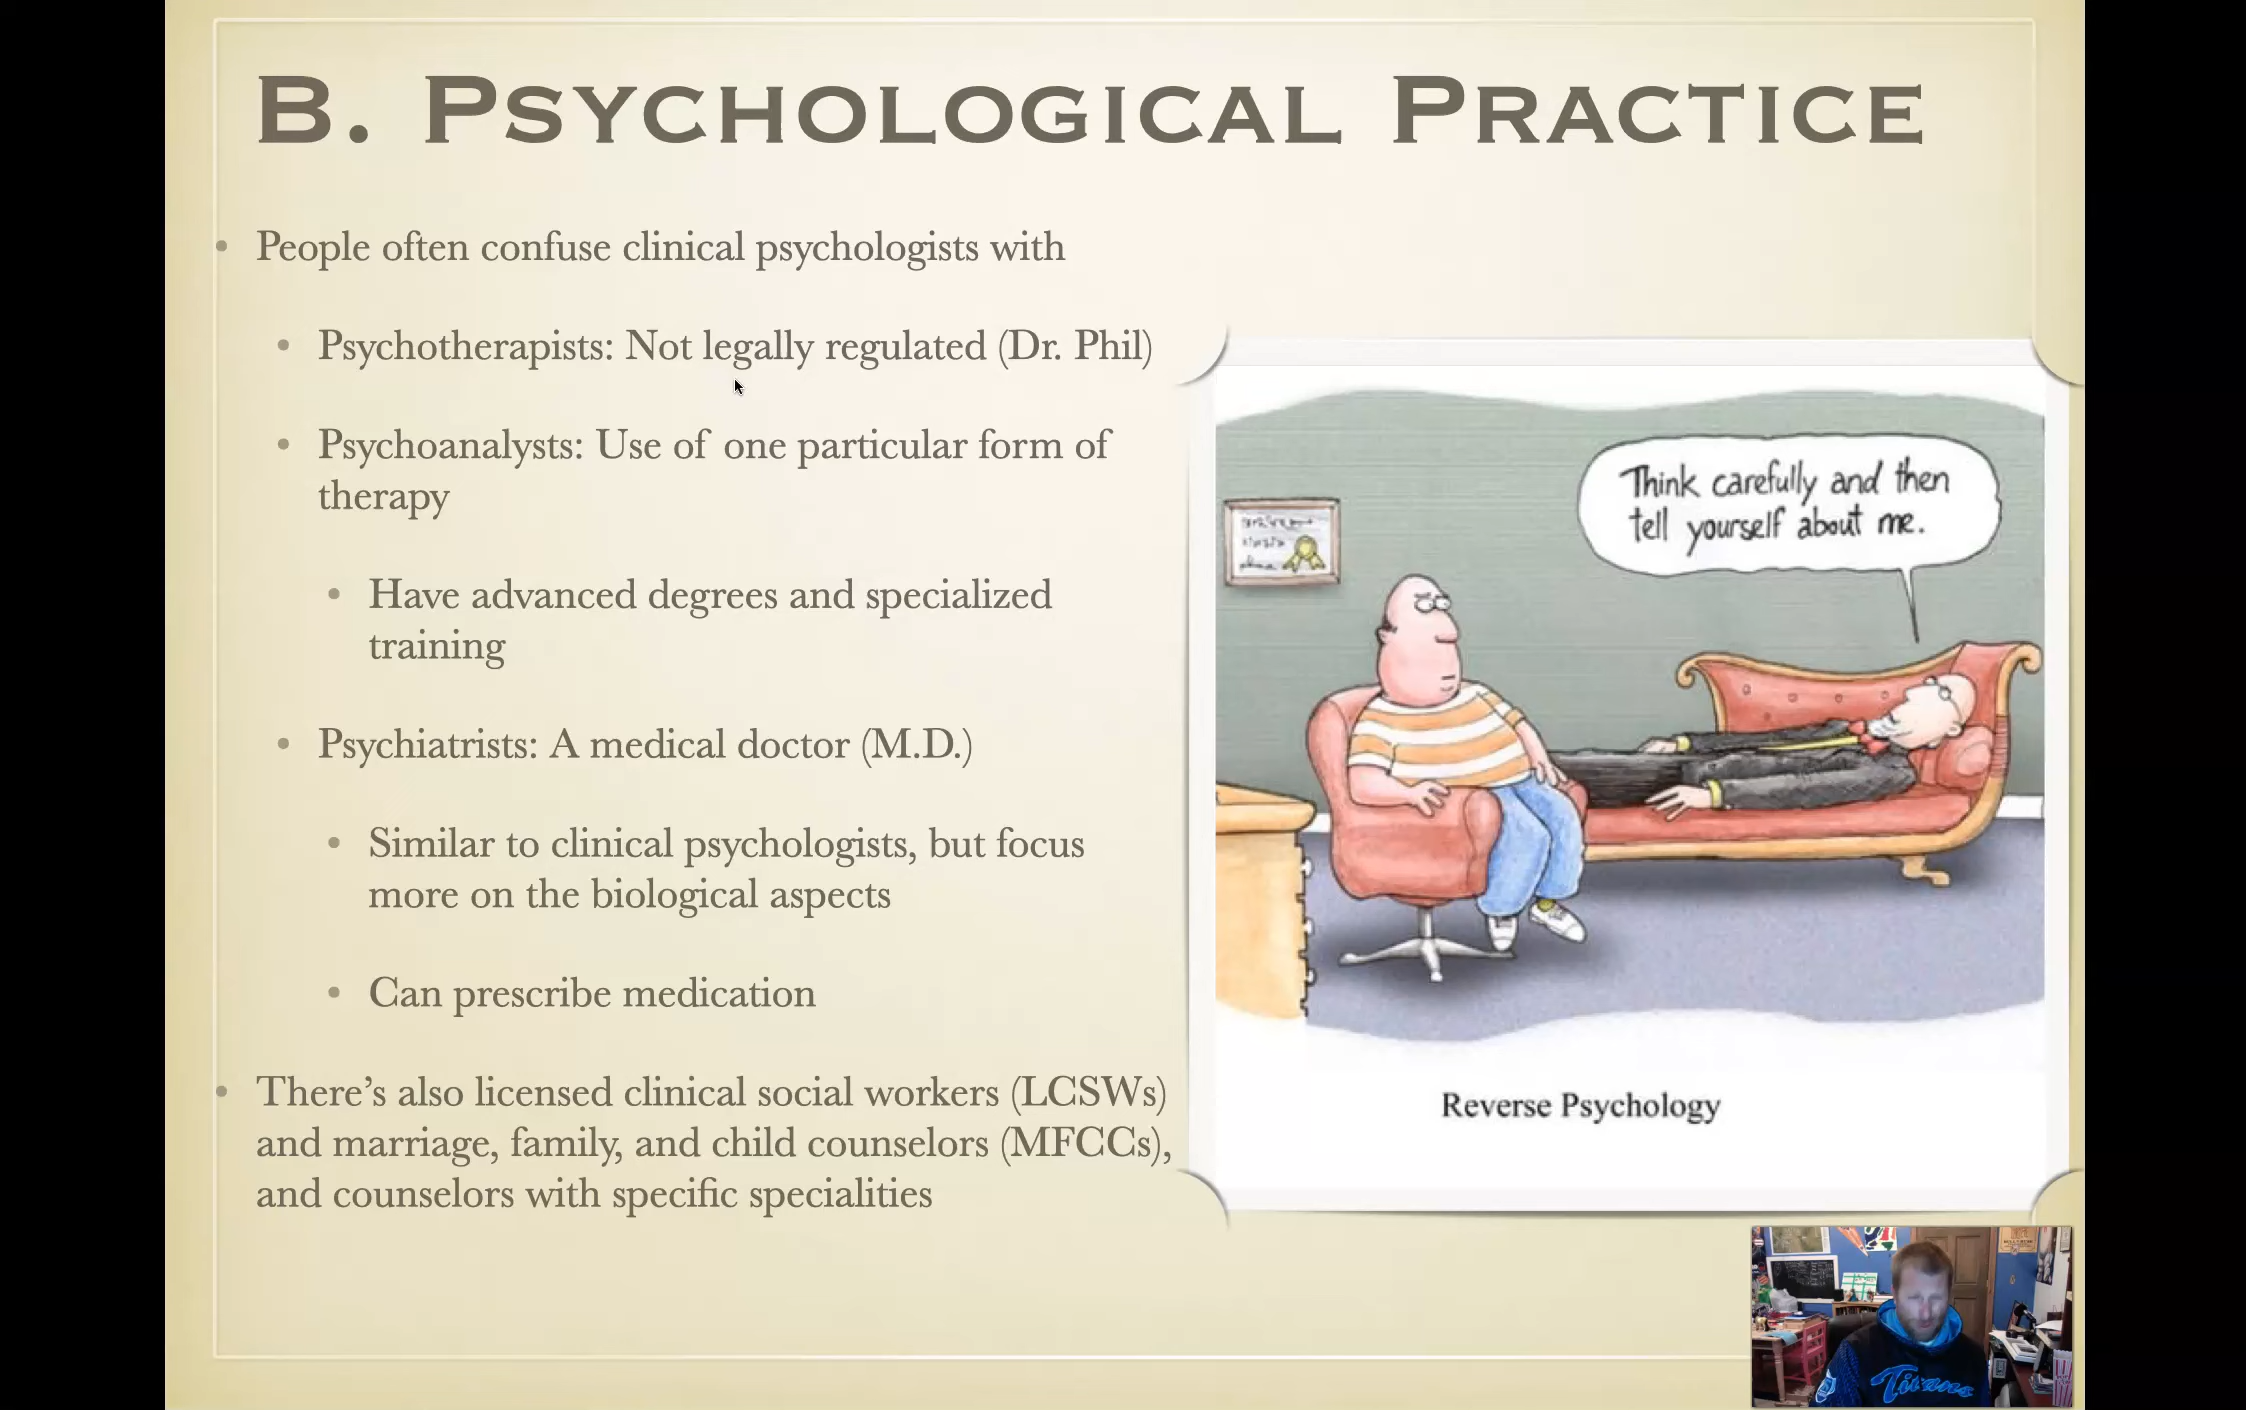 B. Psychological Practice
• People often confuse clinical psychologists with
• Psychotherapists: Not legally regulated (Dr. Phil)
• Psychoanalysts: Use of one particular form of
therapy
• Have advanced degrees and specialized
training
• Psychiatrists: A medical doctor (M.D.)
• Similar to clinical psychologists, but focus
more on the biological aspects
• Can prescribe medication
• There's also licensed clinical social workers (LCSWs)
and marriage, family, and child counselors (MFCCs),
and counselors with specific specialities
Think carefully and then
tell yourself about me.
Reverse Psychology
Titans